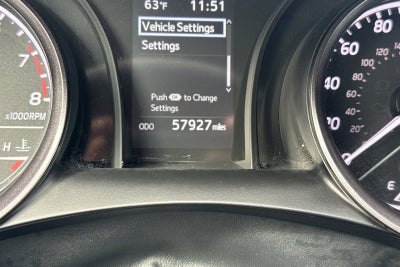 63°F 11:51
Vehicle Settings
Settings
Push OK to Change
Settings
ODO 57927 miles
7
8
x1000RPM
H
80
100
60
40
20
80
60
40
20
E